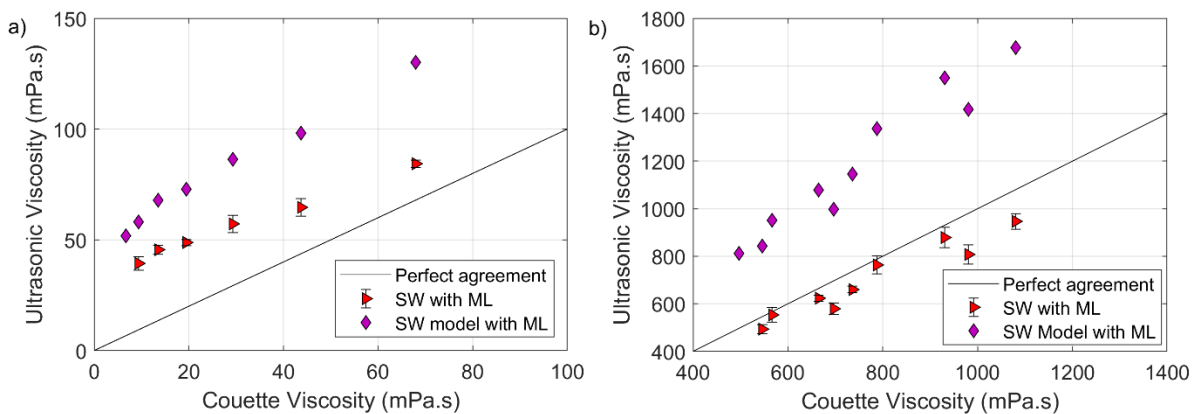 a)
Ultrasonic Viscosity (mPa.s)
150
100
50
0
0 20 40 60 80 100
Couette Viscosity (mPa.s)
Perfect agreement
SW with ML
SW model with ML
b)
Ultrasonic Viscosity (mPa.s)
1800
1600
1400
1200
1000
800
600
400
400 600 800 1000 1200 1400
Couette Viscosity (mPa.s)
Perfect agreement
SW with ML
SW Model with ML